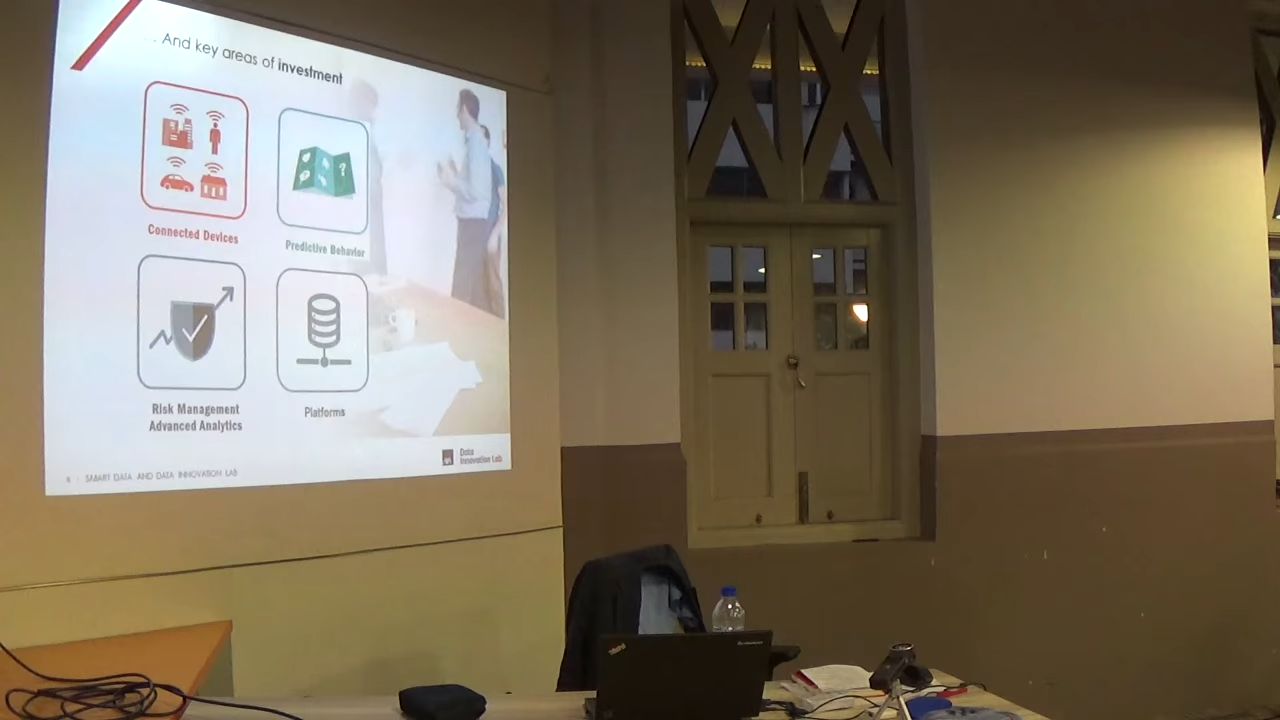 ... And key areas of investment
Connected Devices
Predictive Behavior
Risk Management
Advanced Analytics
Platforms
6
SMART DATA AND DATA INNOVATION LAB
Data
Innovation Lab
ThinkPad